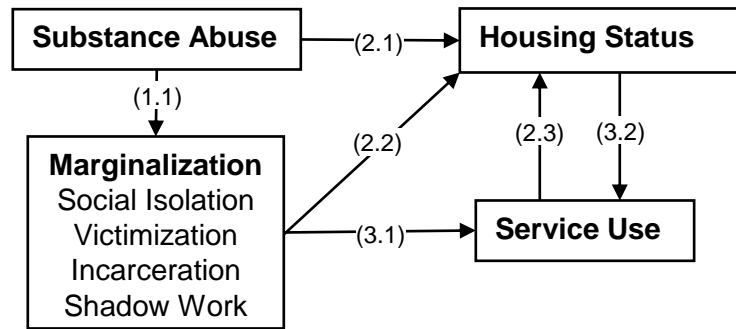 Substance Abuse
(2.1)
Housing Status
(1.1)
(2.2)
(2.3)
(3.2)
Marginalization
Social Isolation
Victimization
Incarceration
Shadow Work
(3.1)
Service Use